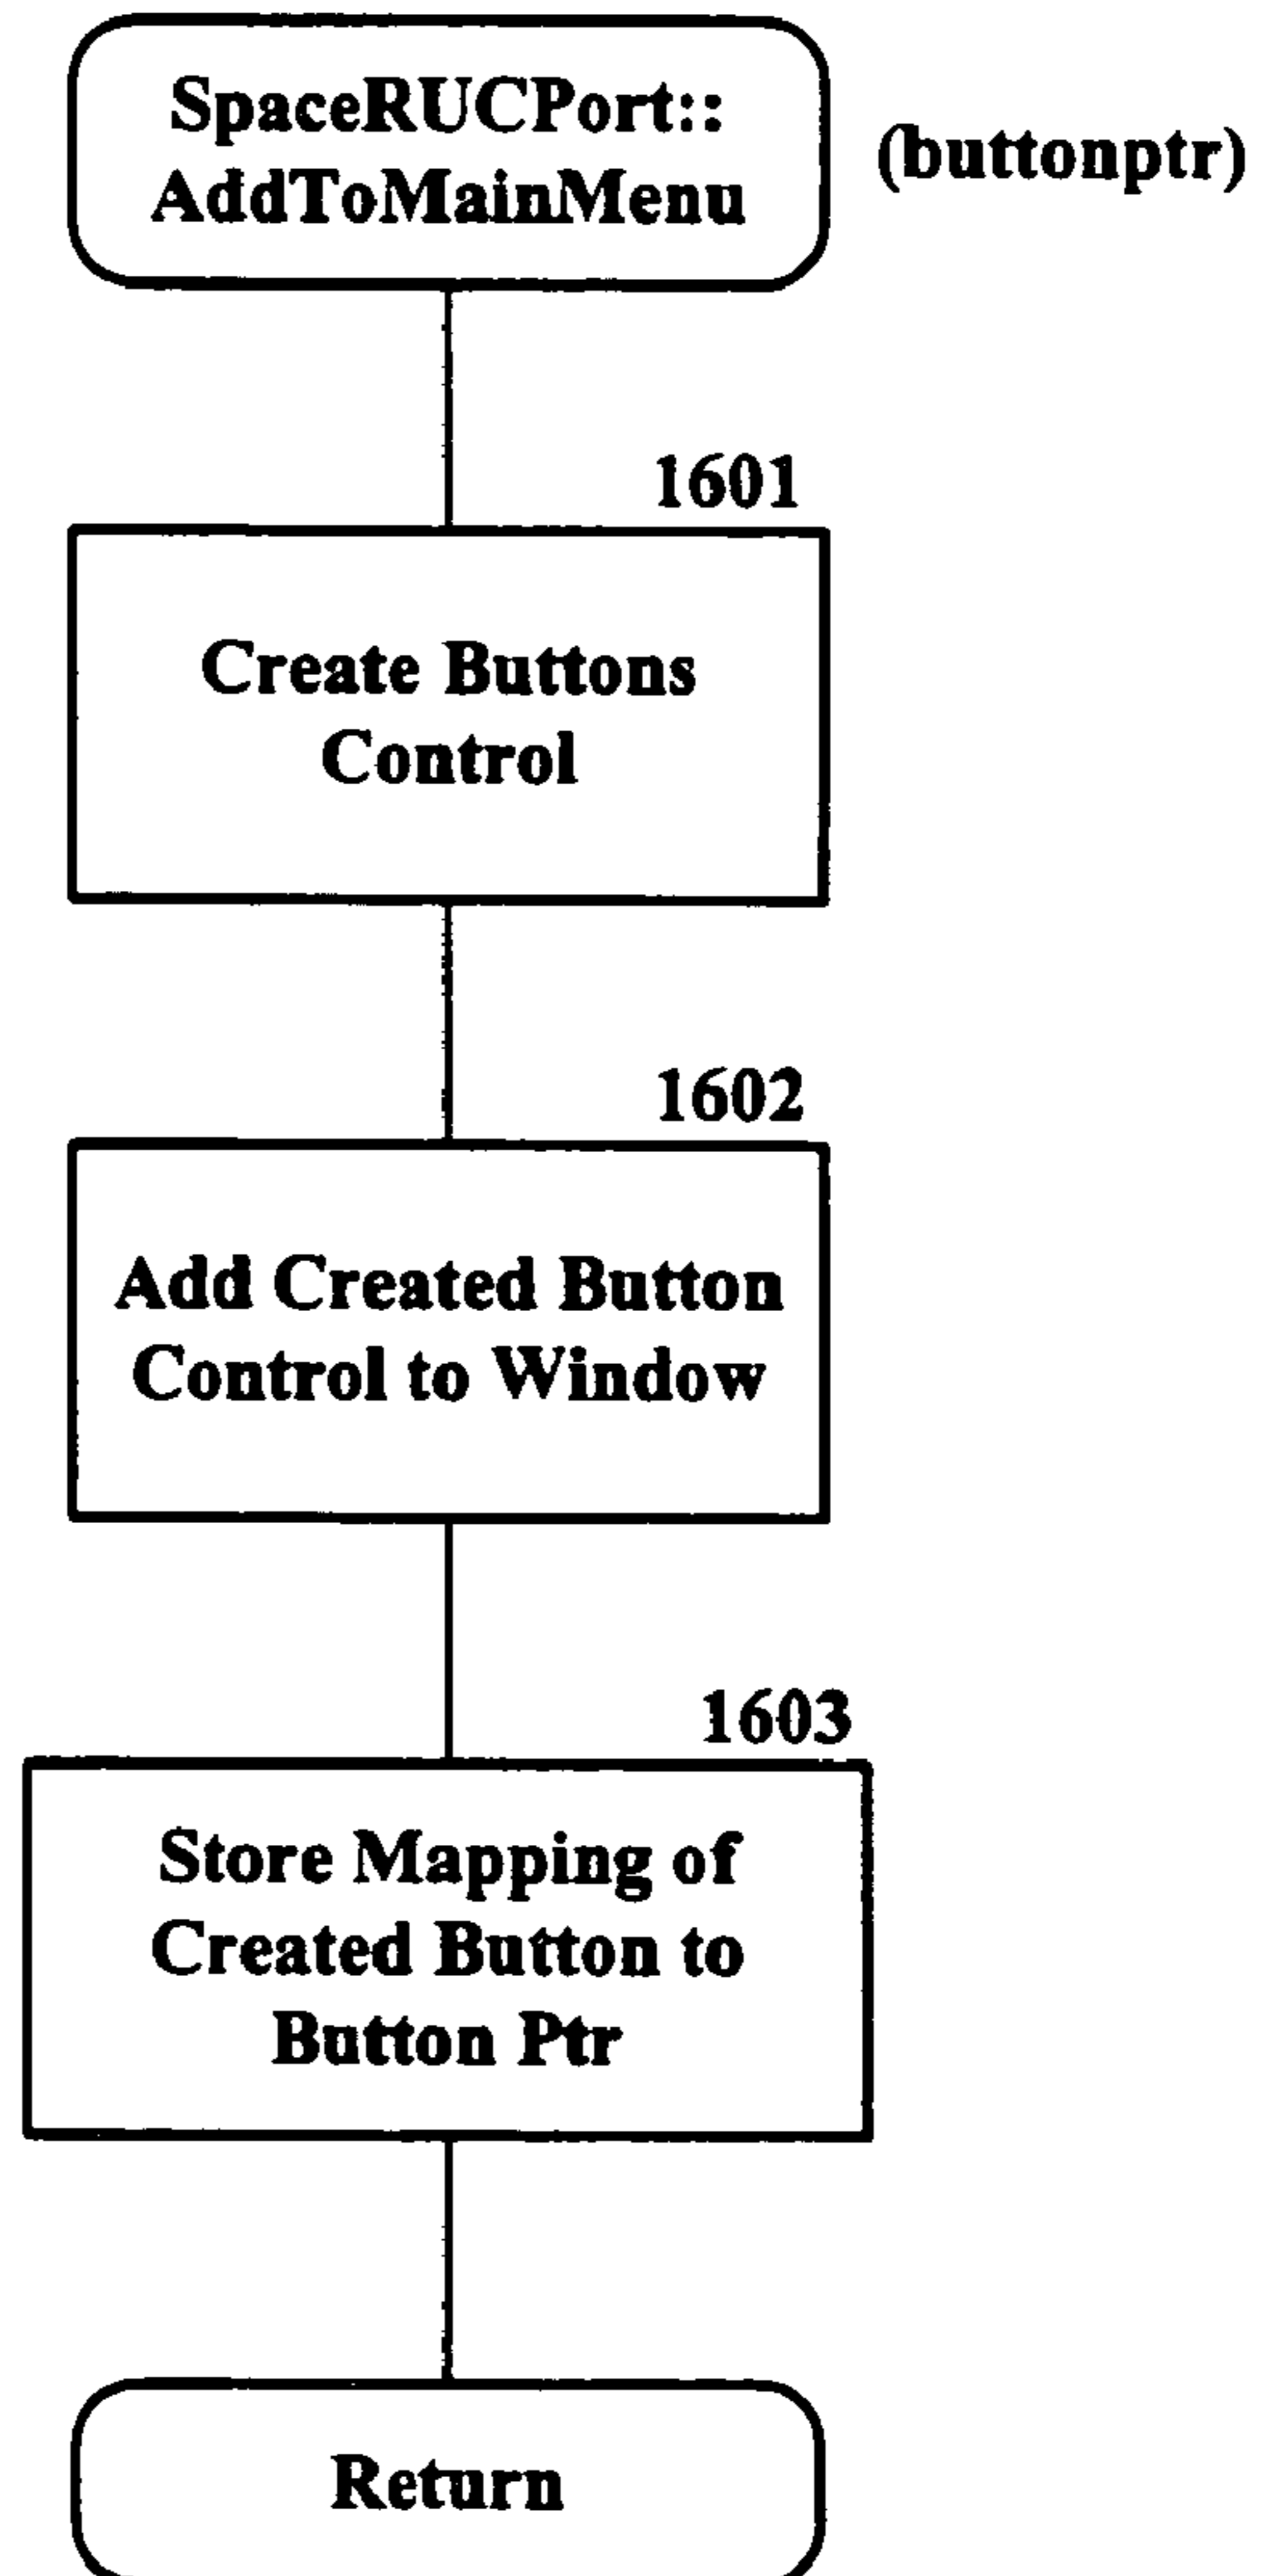 SpaceRUCPort::
AddToMainMenu
(buttonptr)
1601
Create Buttons
Control
1602
Add Created Button
Control to Window
1603
Store Mapping of
Created Button to
Button Ptr
Return